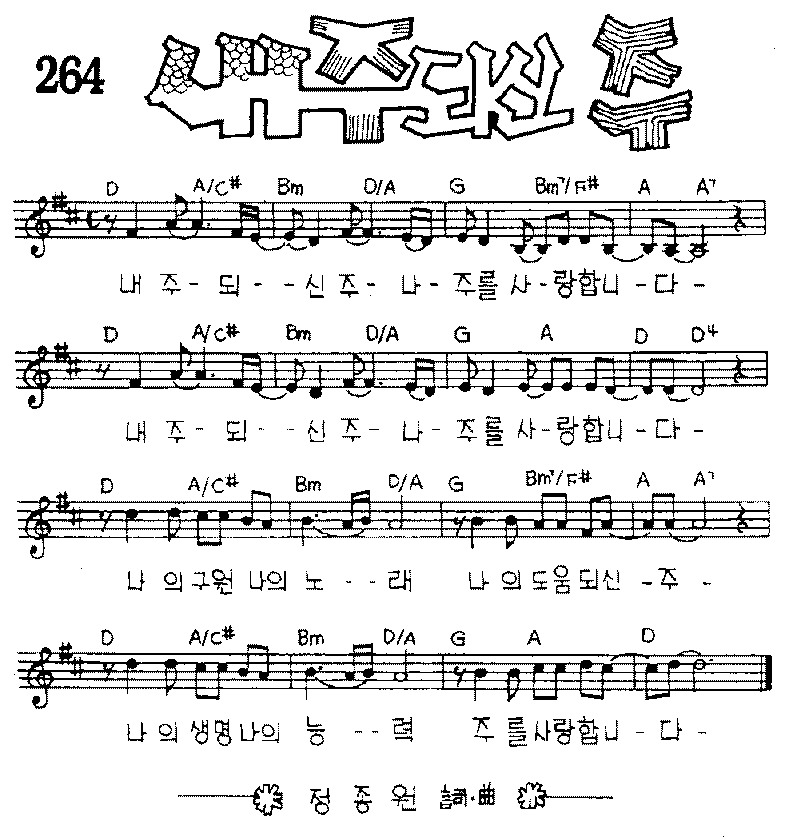 264 내 주 되신 주
D A/C# Bm D/A G Bm7/F# A A7
내 주 - 되 - - 신 주 - 나 - 주를 사 - 랑합니 - 다 -
D A/C# Bm D/A G A D D4
내 주 - 되 - - 신 주 - 나 - 주를 사 - 랑합니 - 다 -
D A/C# Bm D/A G Bm7/F# A A7
나 의 구원 나의 노 - - 래 나 의 도움 되신 - 주 -
D A/C# Bm D/A G A D
나 의 생명 나의 능 - - 력 주 를 사랑합니 - 다 -
정 종 원 詞·曲